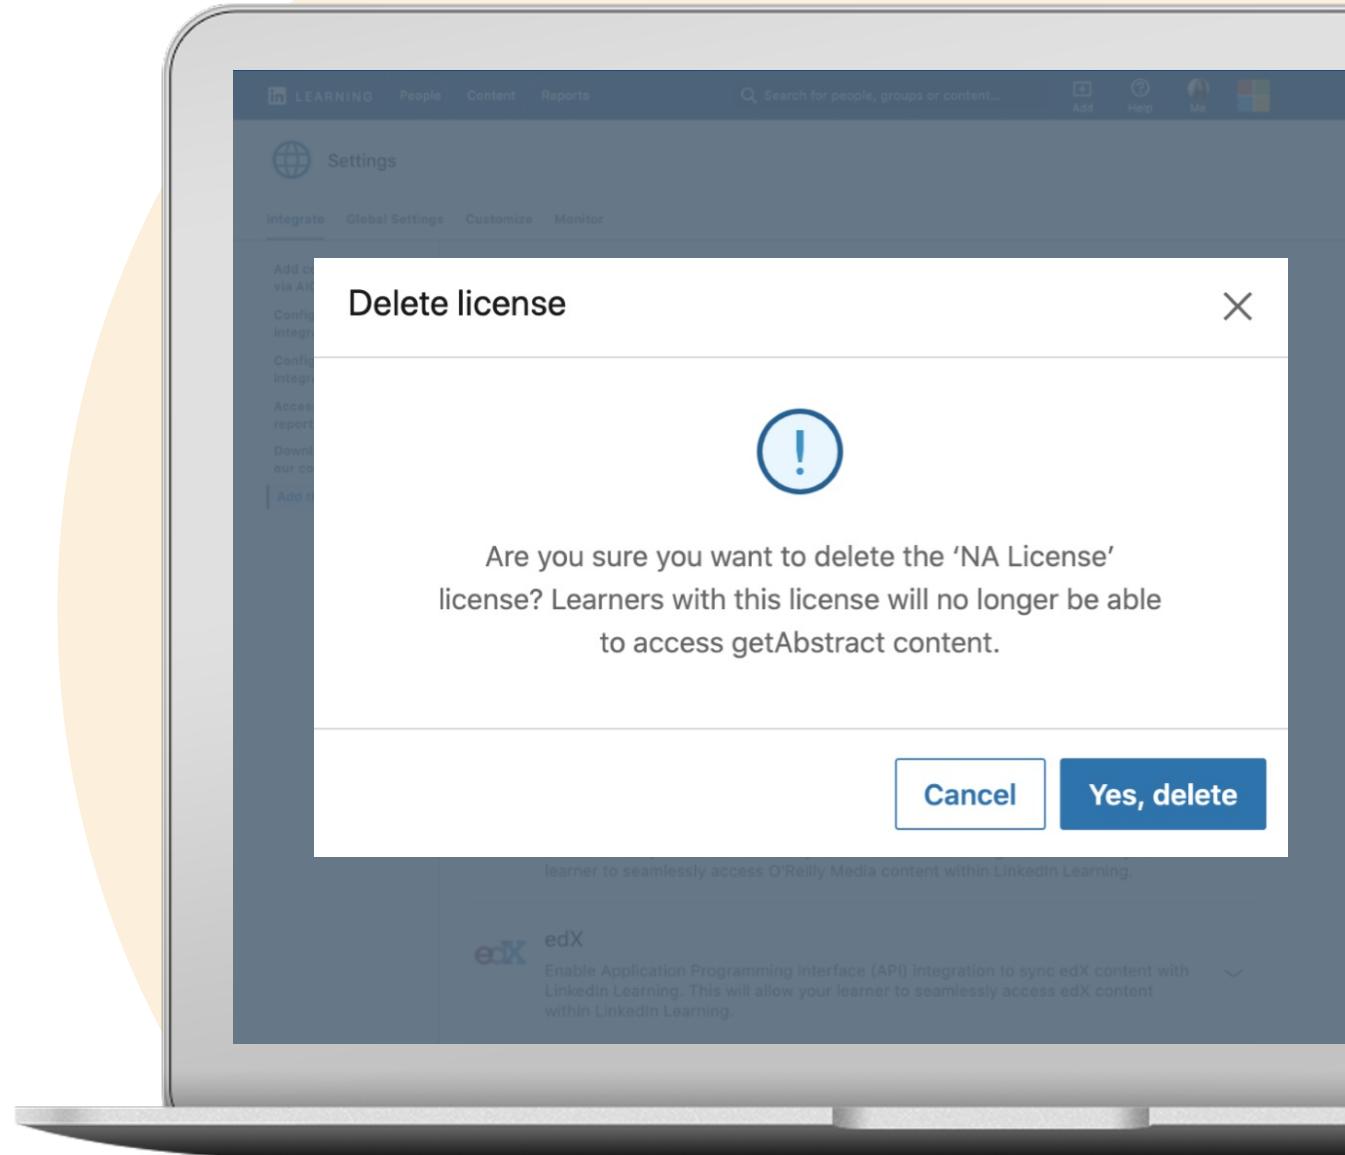 in LEARNING People Content Reports Search for people, groups or content... Add Help Me
Settings
Integrate Global Settings Customize Monitor
Add
via
Delete license
Are you sure you want to delete the ‘NA License’
license? Learners with this license will no longer be able
to access getAbstract content.
Cancel Yes, delete
learner to seamlessly access O'Reilly Media content within LinkedIn Learning.
edX edX
Enable Application Programming Interface (API) integration to sync edX content with
LinkedIn Learning. This will allow your learner to seamlessly access edX content
within LinkedIn Learning.